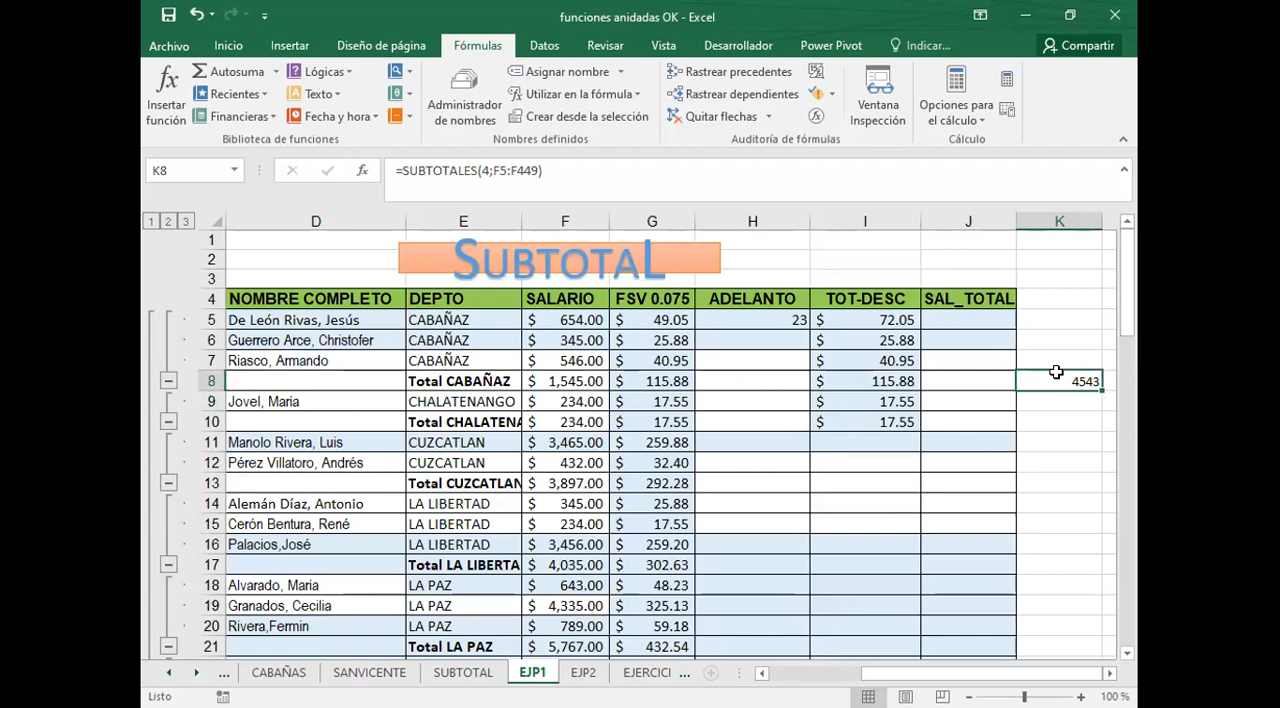 funciones anidadas OK - Excel
Archivo Inicio Insertar Diseño de página Fórmulas Datos Revisar Vista Desarrollador Power Pivot Indicar... Compartir
fx Insertar función
Autosuma
Recientes
Financieras
Lógicas
Texto
Fecha y hora
Biblioteca de funciones
Administrador de nombres
Asignar nombre
Utilizar en la fórmula
Crear desde la selección
Nombres definidos
Rastrear precedentes
Rastrear dependientes
Quitar flechas
Auditoría de fórmulas
Ventana Inspección
Opciones para el cálculo
Cálculo
K8 fx =SUBTOTALES(4;F5:F449)
1 2 3 D E F G H I J K
1
2 SUBTOTAL
3
4 NOMBRE COMPLETO DEPTO SALARIO FSV 0.075 ADELANTO TOT-DESC SAL_TOTAL
5 De León Rivas, Jesús CABAÑAZ $ 654.00 $ 49.05 23 $ 72.05
6 Guerrero Arce, Christofer CABAÑAZ $ 345.00 $ 25.88 $ 25.88
7 Riasco, Armando CABAÑAZ $ 546.00 $ 40.95 $ 40.95
8 Total CABAÑAZ $ 1,545.00 $ 115.88 $ 115.88 4543
9 Jovel, Maria CHALATENANGO $ 234.00 $ 17.55 $ 17.55
10 Total CHALATENA $ 234.00 $ 17.55 $ 17.55
11 Manolo Rivera, Luis CUZCATLAN $ 3,465.00 $ 259.88
12 Pérez Villatoro, Andrés CUZCATLAN $ 432.00 $ 32.40
13 Total CUZCATLAN $ 3,897.00 $ 292.28
14 Alemán Díaz, Antonio LA LIBERTAD $ 345.00 $ 25.88
15 Cerón Bentura, René LA LIBERTAD $ 234.00 $ 17.55
16 Palacios,José LA LIBERTAD $ 3,456.00 $ 259.20
17 Total LA LIBERTA $ 4,035.00 $ 302.63
18 Alvarado, Maria LA PAZ $ 643.00 $ 48.23
19 Granados, Cecilia LA PAZ $ 4,335.00 $ 325.13
20 Rivera,Fermin LA PAZ $ 789.00 $ 59.18
21 Total LA PAZ $ 5,767.00 $ 432.54
... CABAÑAS SANVICENTE SUBTOTAL EJP1 EJP2 EJERCICI ...
Listo 100 %